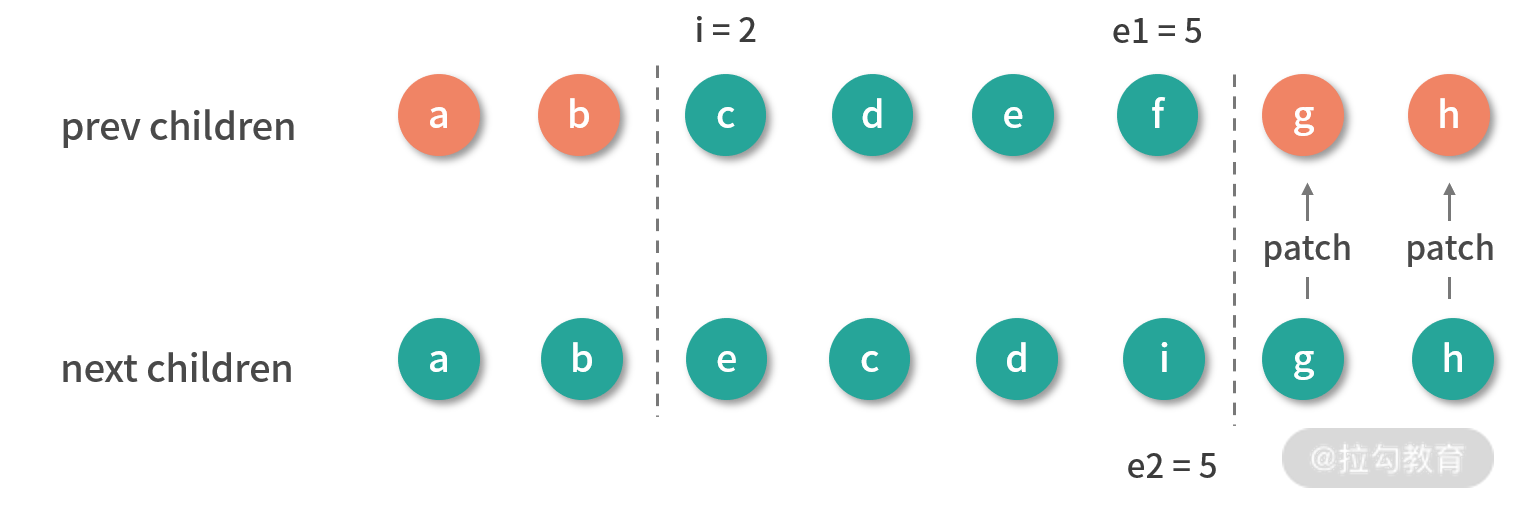 i = 2 e1 = 5
prev children a b c d e f g h
patch patch
next children a b e c d i g h
e2 = 5
@拉勾教育